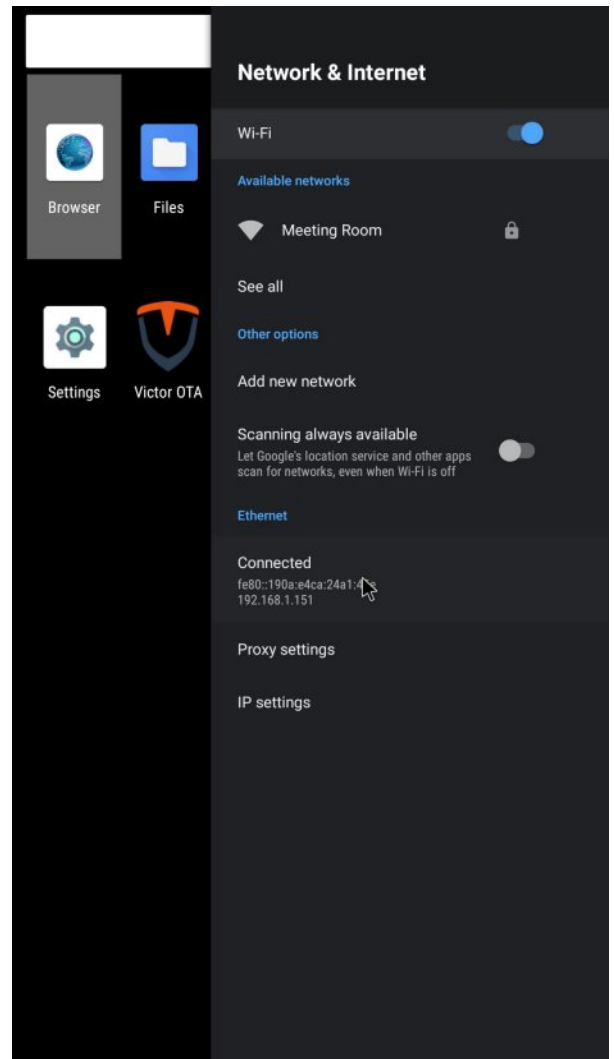 Network & Internet
Wi-Fi
Available networks
Meeting Room
See all
Other options
Add new network
Scanning always available
Let Google's location service and other apps
scan for networks, even when Wi-Fi is off
Ethernet
Connected
192.168.1.151
Proxy settings
IP settings
Browser
Files
Settings
Victor OTA